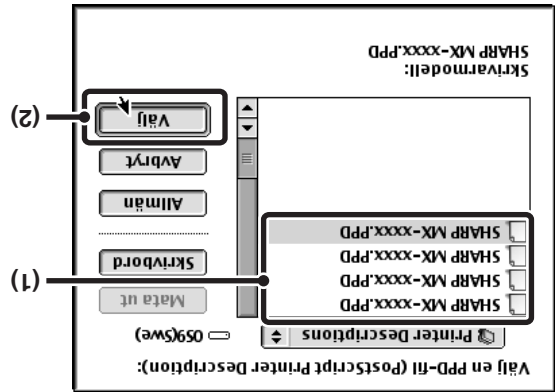 Välj en PPD-fil (PostScript Printer Description):
Printer Descriptions
OS9(Swe)
SHARP MX-xxxx.PPD
SHARP MX-xxxx.PPD
SHARP MX-xxxx.PPD
SHARP MX-xxxx.PPD
(1)
Mata ut
Skrivbord
Allmän
Avbryt
Välj
(2)
Skrivarmodell:
SHARP MX-xxxx.PPD